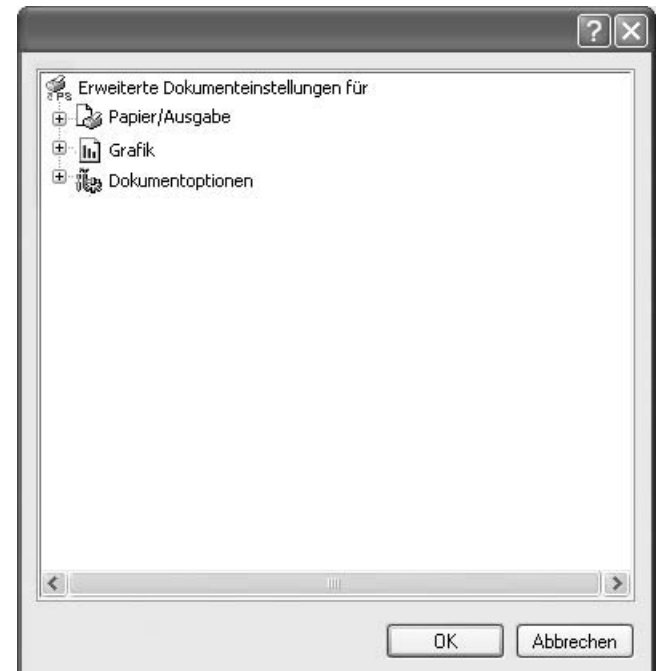 Erweiterte Dokumenteinstellungen für
Papier/Ausgabe
Grafik
Dokumentoptionen
OK
Abbrechen